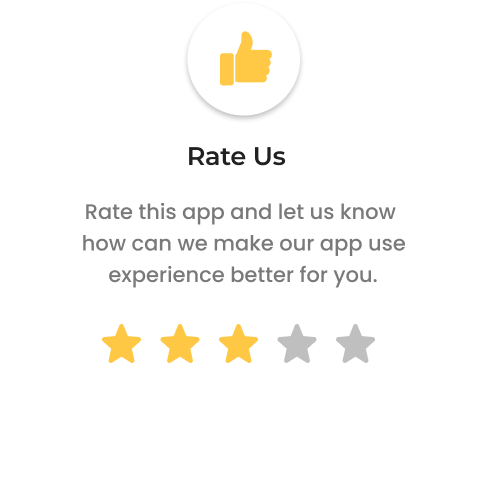 Rate Us
Rate this app and let us know
how can we make our app use
experience better for you.